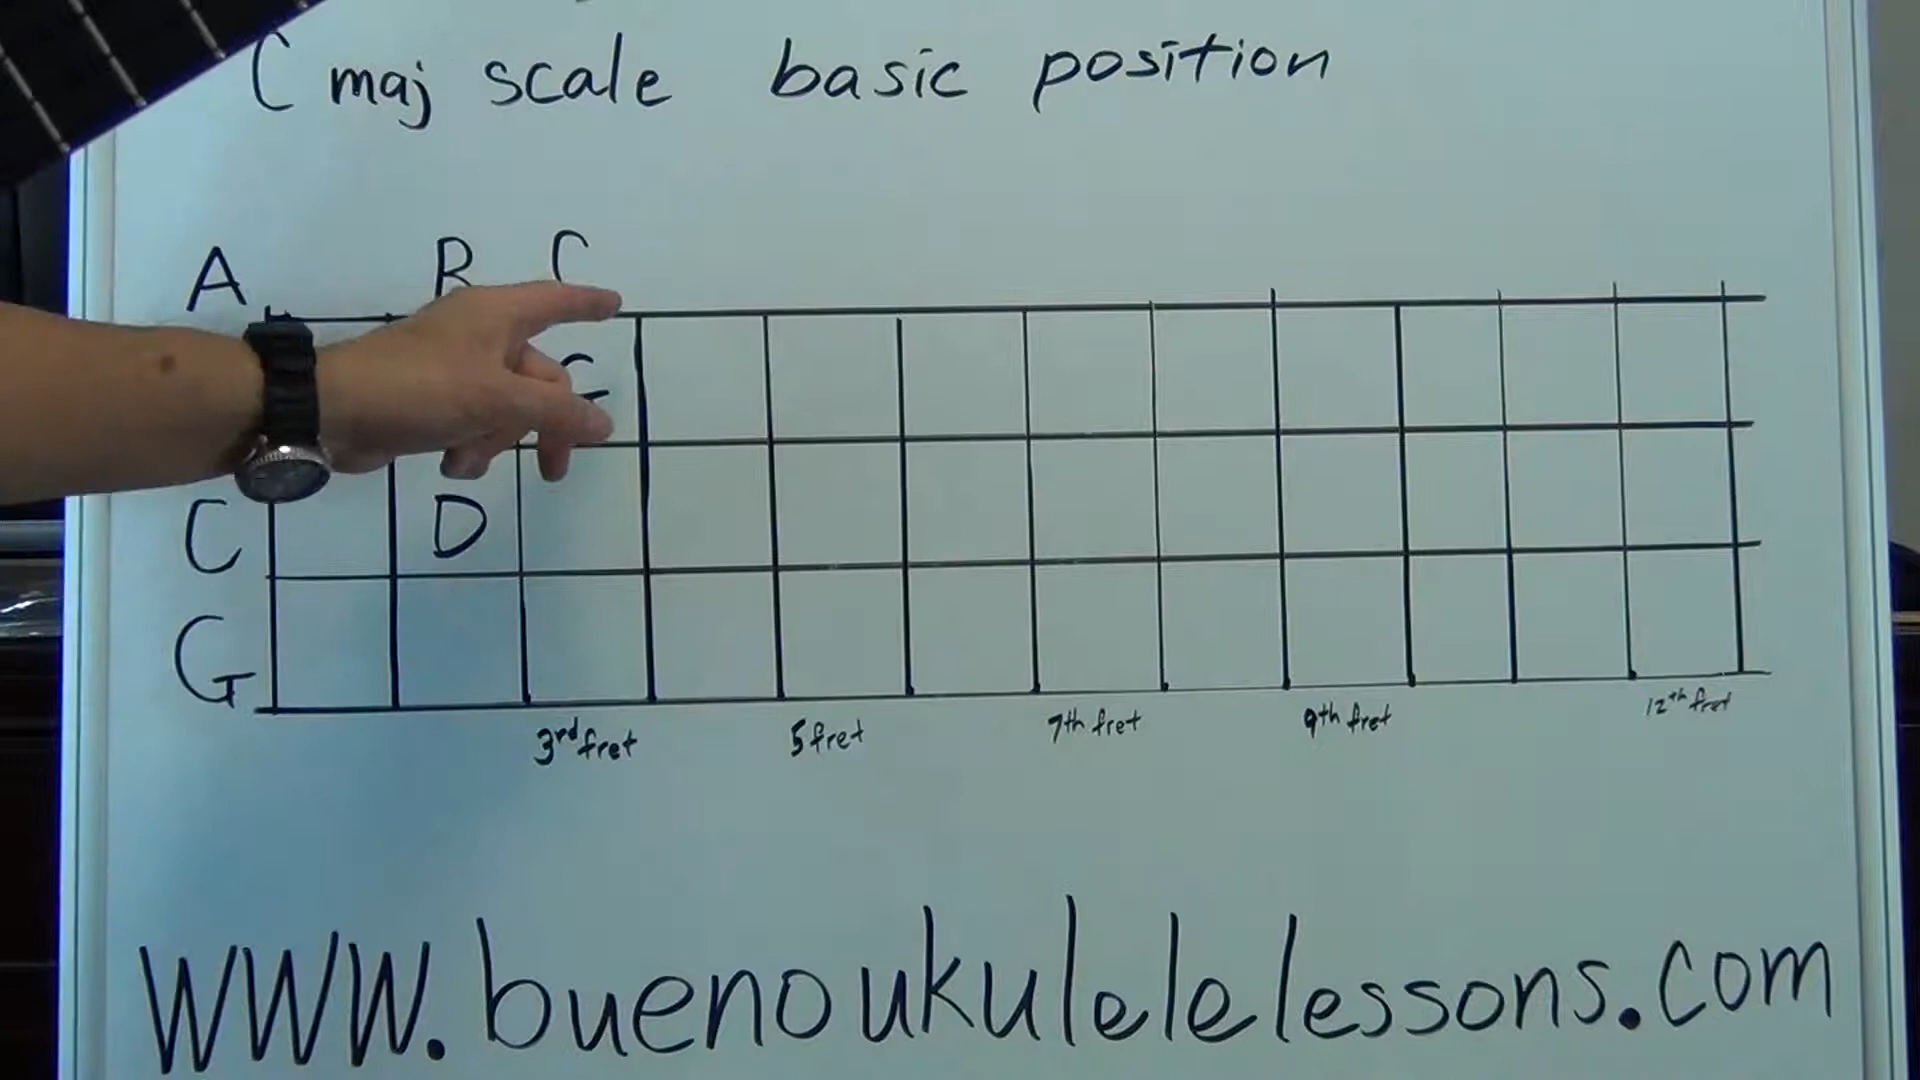 C maj scale basic position
A B C
G
C D
G
3rd fret 5 fret 7th fret 9th fret 12th fret
www.buenoukulelelessons.com